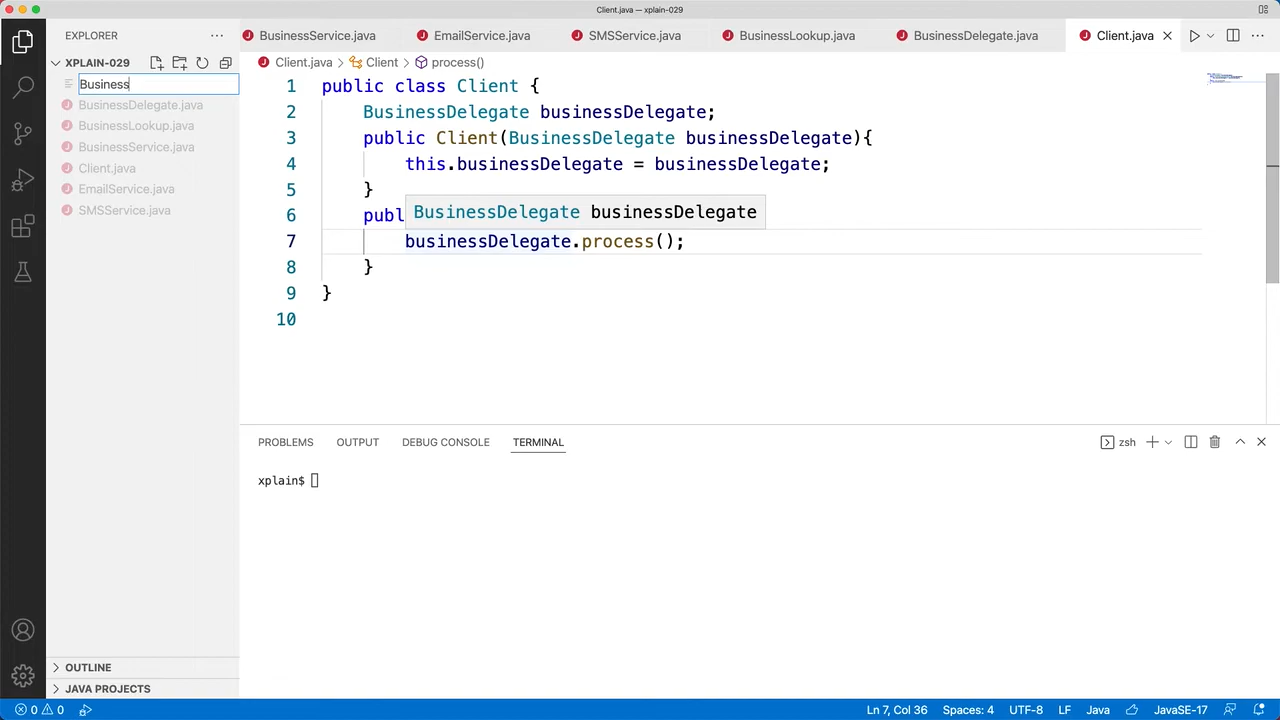 Client.java — xplain-029
EXPLORER
BusinessService.java
EmailService.java
SMSService.java
BusinessLookup.java
BusinessDelegate.java
Client.java
XPLAIN-029
Business
BusinessDelegate.java
BusinessLookup.java
BusinessService.java
Client.java
EmailService.java
SMSService.java
OUTLINE
JAVA PROJECTS
Client.java > Client > process()
1 public class Client {
2 BusinessDelegate businessDelegate;
3 public Client(BusinessDelegate businessDelegate){
4 this.businessDelegate = businessDelegate;
5 }
6 publ
BusinessDelegate businessDelegate
7 businessDelegate.process();
8 }
9 }
10
PROBLEMS OUTPUT DEBUG CONSOLE TERMINAL
zsh
xplain$
0 0
Ln 7, Col 36 Spaces: 4 UTF-8 LF Java JavaSE-17